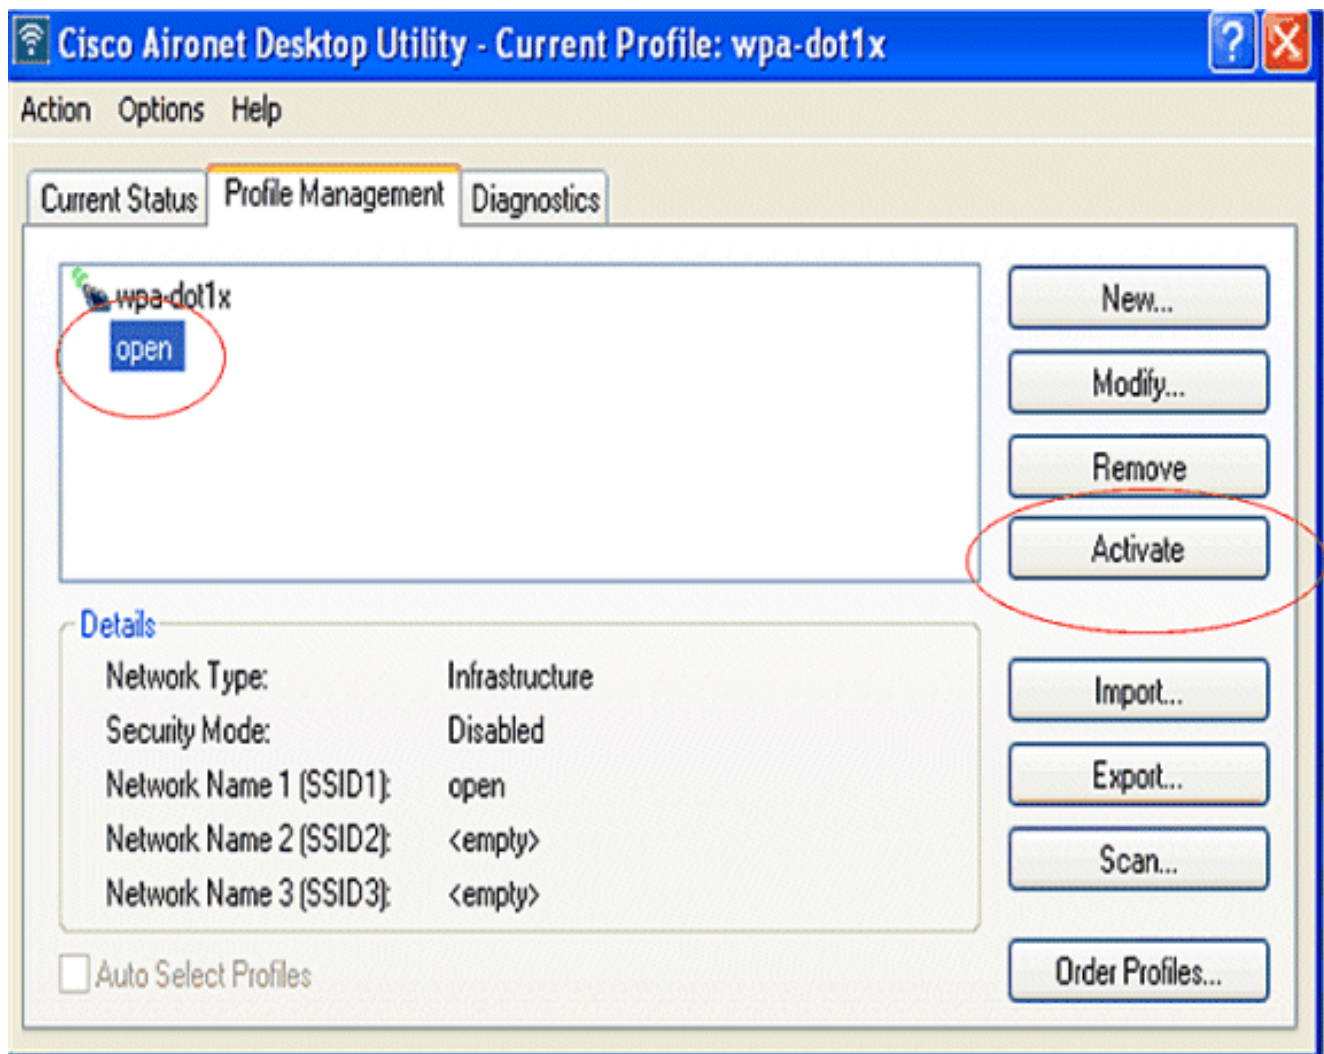 Cisco Aironet Desktop Utility - Current Profile: wpa-dot1x
Action Options Help
Current Status Profile Management Diagnostics
wpa-dot1x
open
New...
Modify...
Remove
Activate
Details
Network Type: Infrastructure
Security Mode: Disabled
Network Name 1 (SSID1): open
Network Name 2 (SSID2): <empty>
Network Name 3 (SSID3): <empty>
Import...
Export...
Scan...
Auto Select Profiles
Order Profiles...